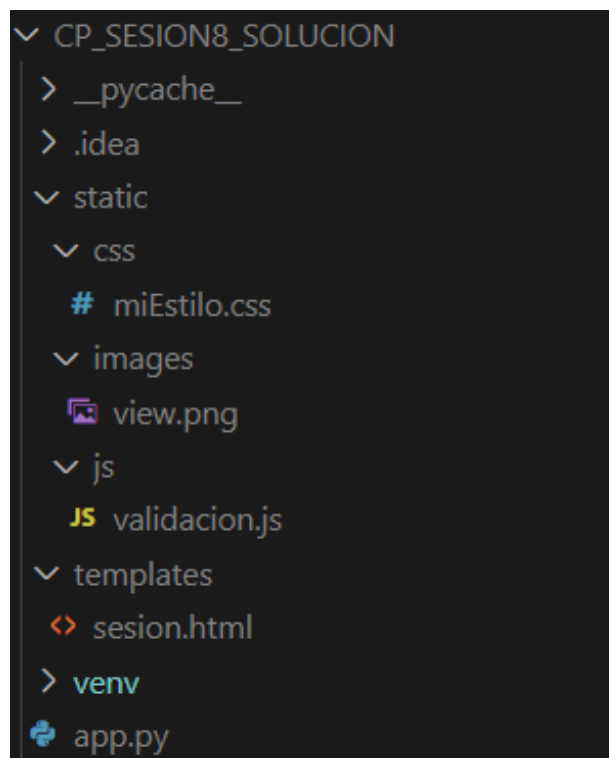 CP_SESION8_SOLUCION
__pycache__
.idea
static
css
# miEstilo.css
images
view.png
js
JS validacion.js
templates
<> sesion.html
venv
app.py